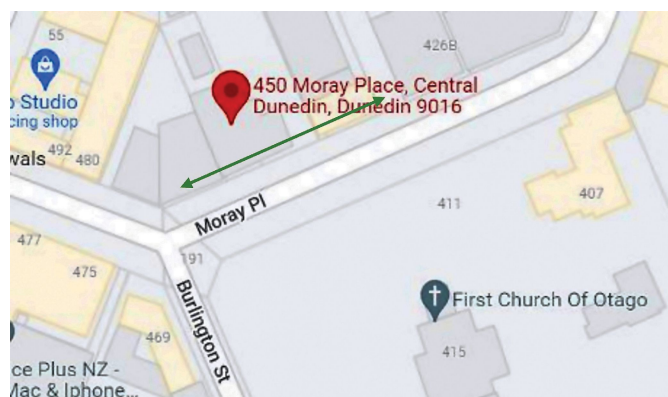 55
426B
450 Moray Place, Central
Dunedin, Dunedin 9016
Studio
cing shop
wals
492
480
407
411
Moray Pl
477
191
475
First Church Of Otago
Burlington St
469
415
ce Plus NZ -
Mac & Iphone...